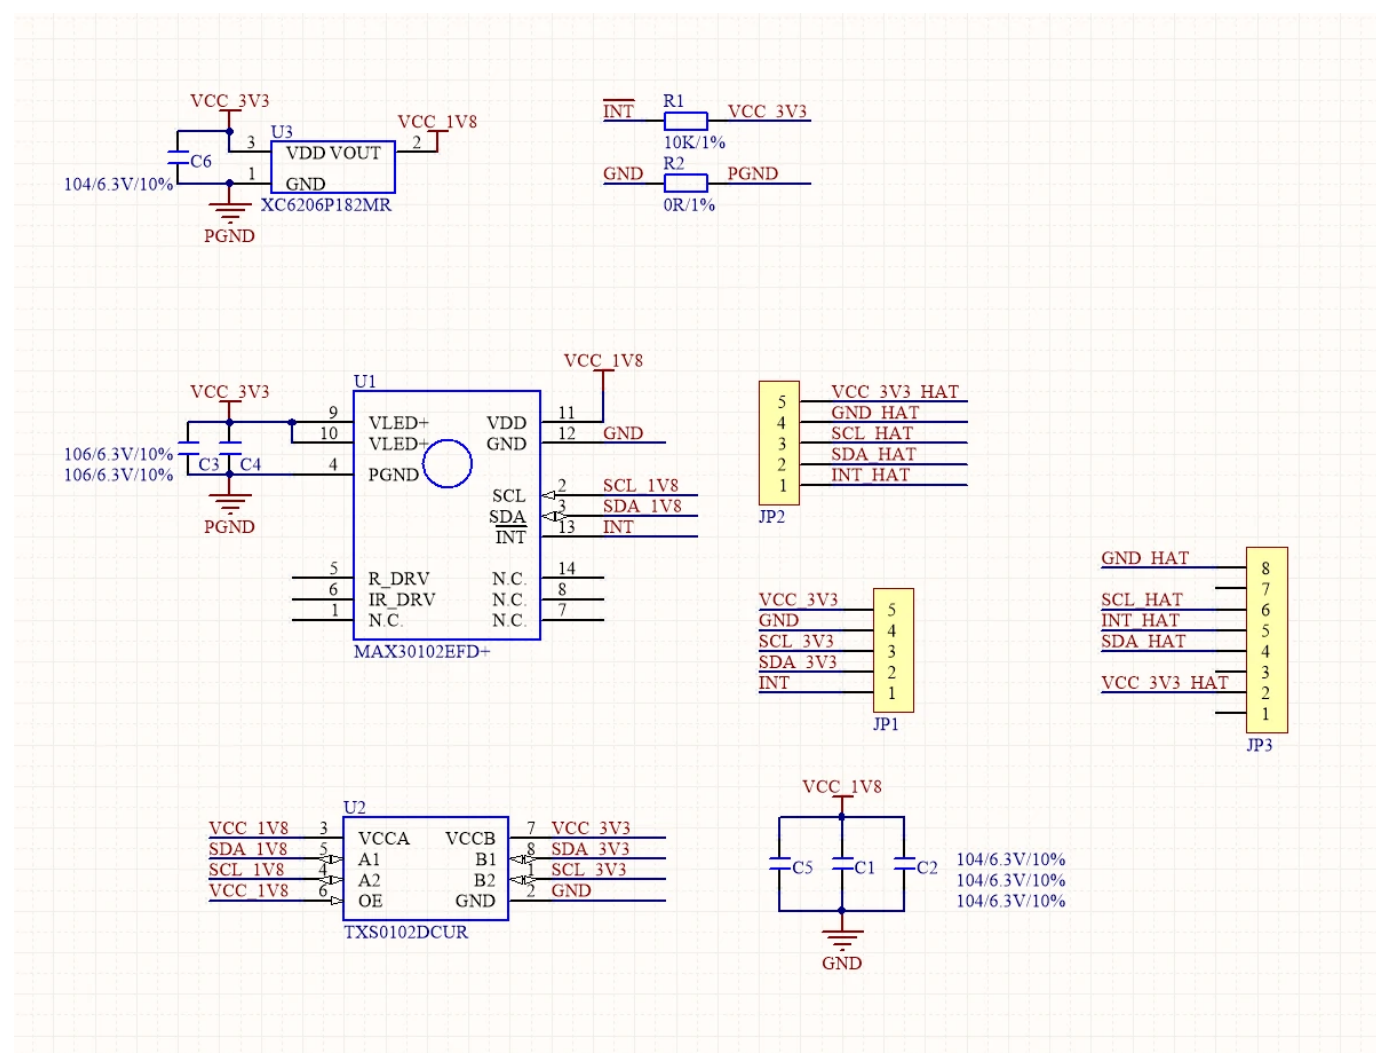 VCC_3V3
U3
3
VDD VOUT
2
VCC_1V8
C6
104/6.3V/10%
1
GND
XC6206P182MR
PGND
INT
R1
VCC_3V3
10K/1%
GND
R2
PGND
0R/1%
VCC_3V3
U1
VCC_1V8
9
VLED+
VDD
11
10
VLED+
GND
12
GND
106/6.3V/10%
C3
C4
106/6.3V/10%
4
PGND
PGND
SCL
2
SCL_1V8
SDA
3
SDA_1V8
INT
13
INT
5
R_DRV
N.C.
14
6
IR_DRV
N.C.
8
1
N.C.
N.C.
7
MAX30102EFD+
5
VCC_3V3_HAT
4
GND_HAT
3
SCL_HAT
2
SDA_HAT
1
INT_HAT
JP2
VCC_3V3
5
GND
4
SCL_3V3
3
SDA_3V3
2
INT
1
JP1
GND_HAT
8
7
SCL_HAT
6
INT_HAT
5
SDA_HAT
4
3
VCC_3V3_HAT
2
1
JP3
U2
VCC_1V8
3
VCCA
VCCB
7
VCC_3V3
SDA_1V8
5
A1
B1
8
SDA_3V3
SCL_1V8
4
A2
B2
1
SCL_3V3
VCC_1V8
6
OE
GND
2
GND
TXS0102DCUR
VCC_1V8
C5
C1
C2
104/6.3V/10%
104/6.3V/10%
104/6.3V/10%
GND